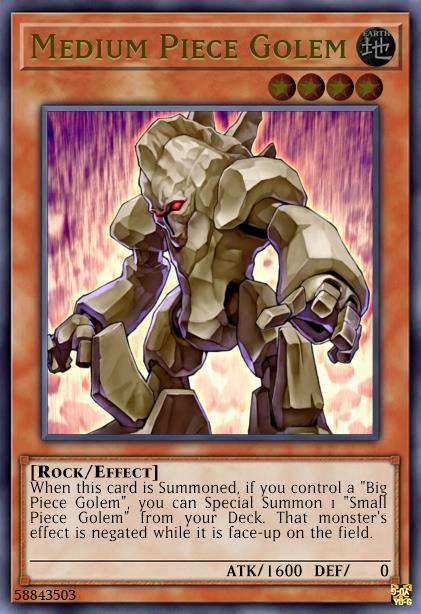 MEDIUM PIECE GOLEM
EARTH
地
[ROCK/EFFECT]
When this card is Summoned, if you control a "Big
Piece Golem", you can Special Summon 1 "Small
Piece Golem" from your Deck. That monster's
effect is negated while it is face-up on the field.
ATK/1600 DEF/ 0
58843503